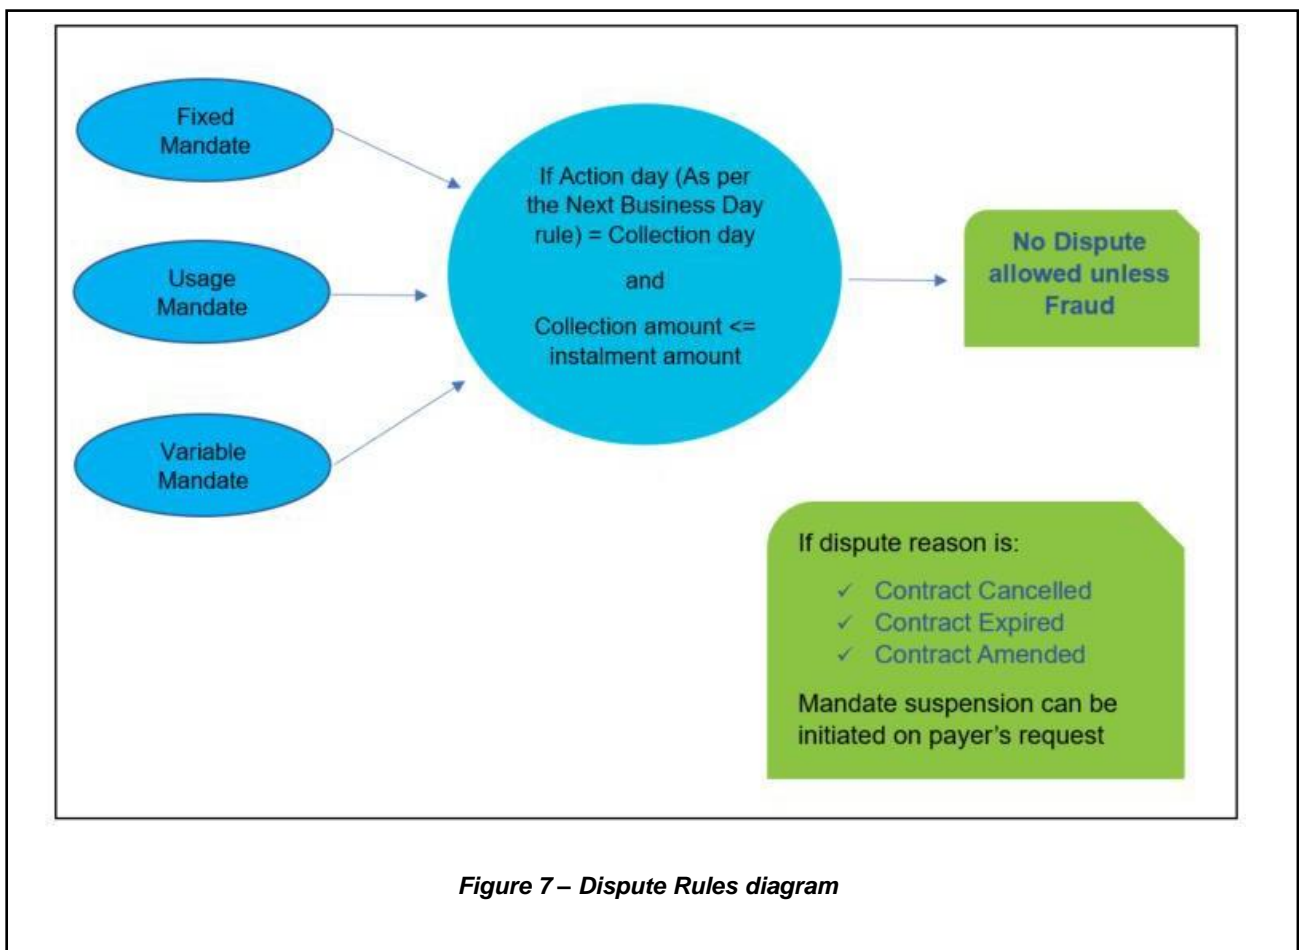 Fixed
Mandate
Usage
Mandate
Variable
Mandate
If Action day (As per
the Next Business Day
rule) = Collection day
and
Collection amount <=
instalment amount
No Dispute
allowed unless
Fraud
If dispute reason is:
✓ Contract Cancelled
✓ Contract Expired
✓ Contract Amended
Mandate suspension can be
initiated on payer’s request
Figure 7 – Dispute Rules diagram